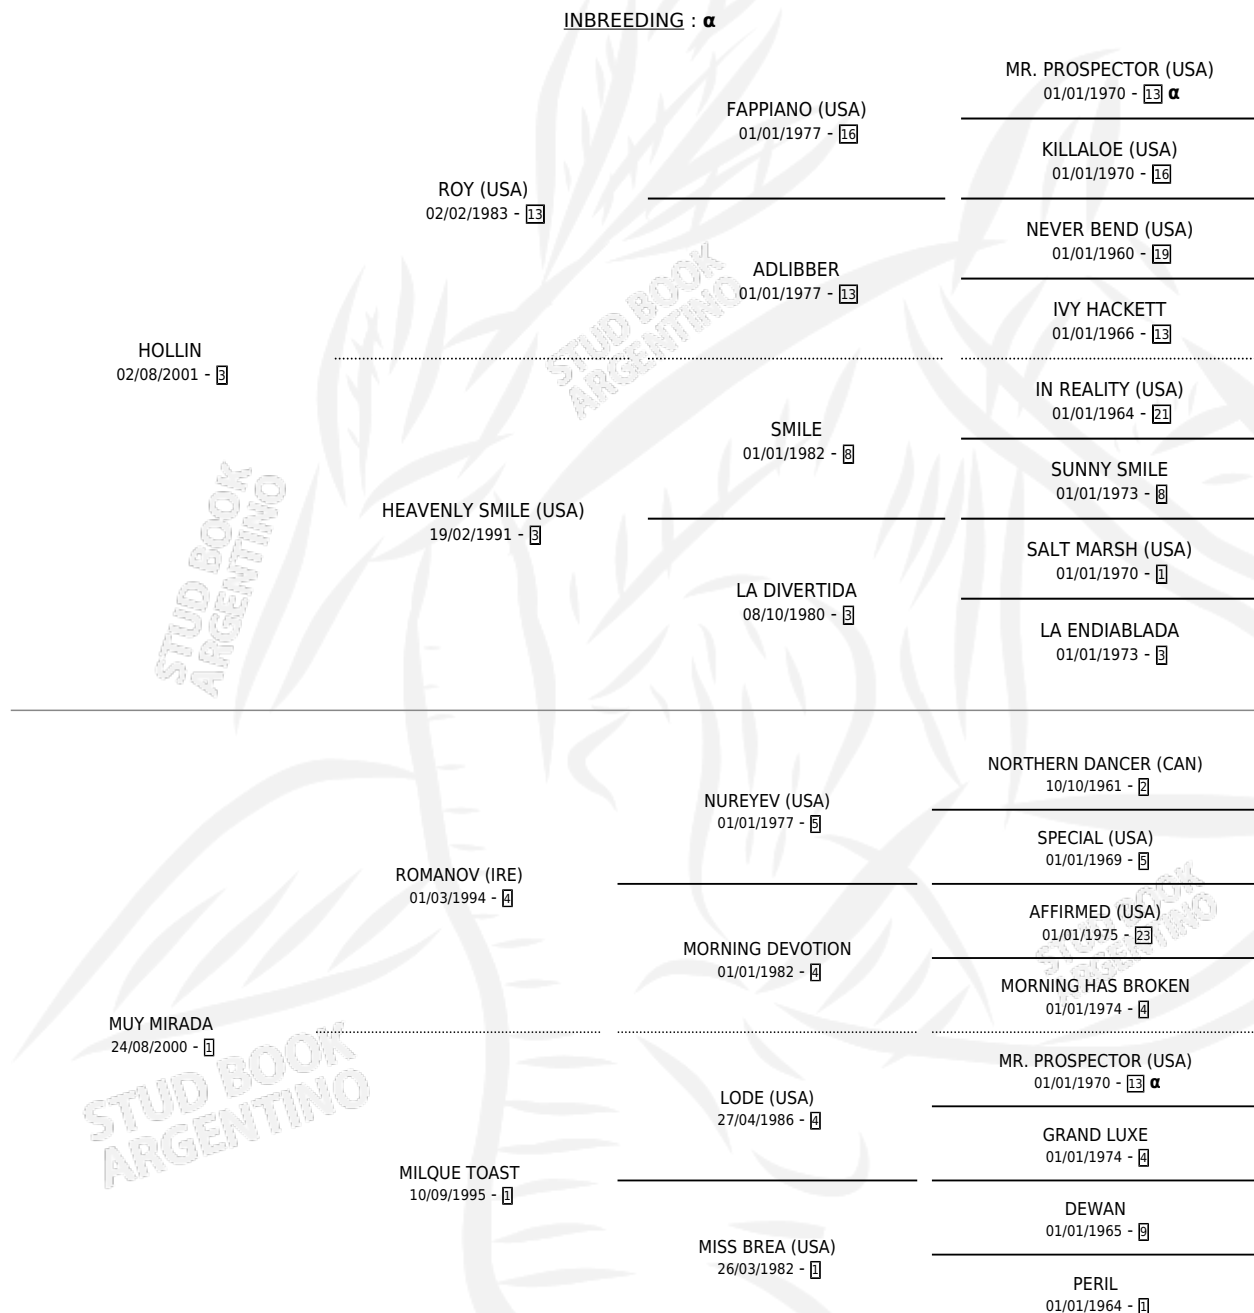 INBREEDING : α
MR. PROSPECTOR (USA)
01/01/1970 - 13 α
FAPPIANO (USA)
01/01/1977 - 16
KILLALOE (USA)
01/01/1970 - 16
ROY (USA)
02/02/1983 - 13
NEVER BEND (USA)
01/01/1960 - 19
ADLIBBER
01/01/1977 - 13
IVY HACKETT
01/01/1966 - 13
HOLLIN
02/08/2001 - 3
IN REALITY (USA)
01/01/1964 - 21
SMILE
01/01/1982 - 8
SUNNY SMILE
01/01/1973 - 8
HEAVENLY SMILE (USA)
19/02/1991 - 3
SALT MARSH (USA)
01/01/1970 - 1
LA DIVERTIDA
08/10/1980 - 3
LA ENDIABLADA
01/01/1973 - 3
NORTHERN DANCER (CAN)
10/10/1961 - 2
NUREYEV (USA)
01/01/1977 - 5
SPECIAL (USA)
01/01/1969 - 5
ROMANOV (IRE)
01/03/1994 - 4
AFFIRMED (USA)
01/01/1975 - 23
MORNING DEVOTION
01/01/1982 - 4
MORNING HAS BROKEN
01/01/1974 - 4
MUY MIRADA
24/08/2000 - 1
MR. PROSPECTOR (USA)
01/01/1970 - 13 α
LODE (USA)
27/04/1986 - 4
GRAND LUXE
01/01/1974 - 4
MILQUE TOAST
10/09/1995 - 1
DEWAN
01/01/1965 - 9
MISS BREA (USA)
26/03/1982 - 1
PERIL
01/01/1964 - 1
STUD BOOK
ARGENTINO
STUD BOOK
ARGENTINO
STUD BOOK
ARGENTINO
STUD BOOK
ARGENTINO